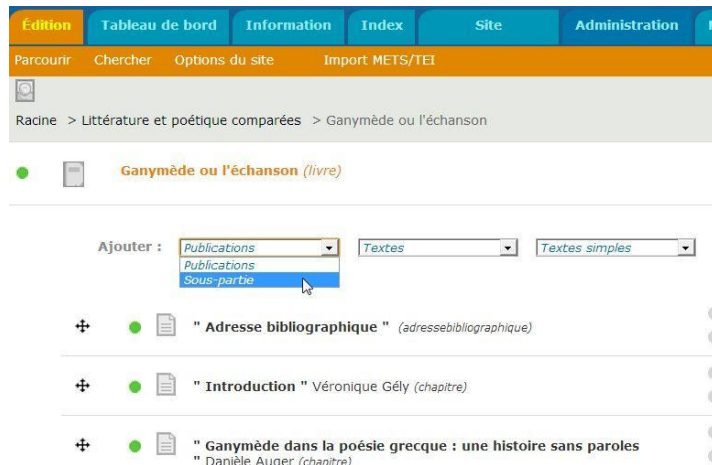 Édition Tableau de bord Information Index Site Administration
Parcourir Chercher Options du site Import METS/TEI
Racine > Littérature et poétique comparées > Ganymède ou l'échanson
Ganymède ou l'échanson (livre)
Ajouter : Publications Textes Textes simples
Publications
Sous-partie
" Adresse bibliographique " (adressebibliographique)
" Introduction " Véronique Gély (chapitre)
" Ganymède dans la poésie grecque : une histoire sans paroles
" Danièle Auger (chapitre)